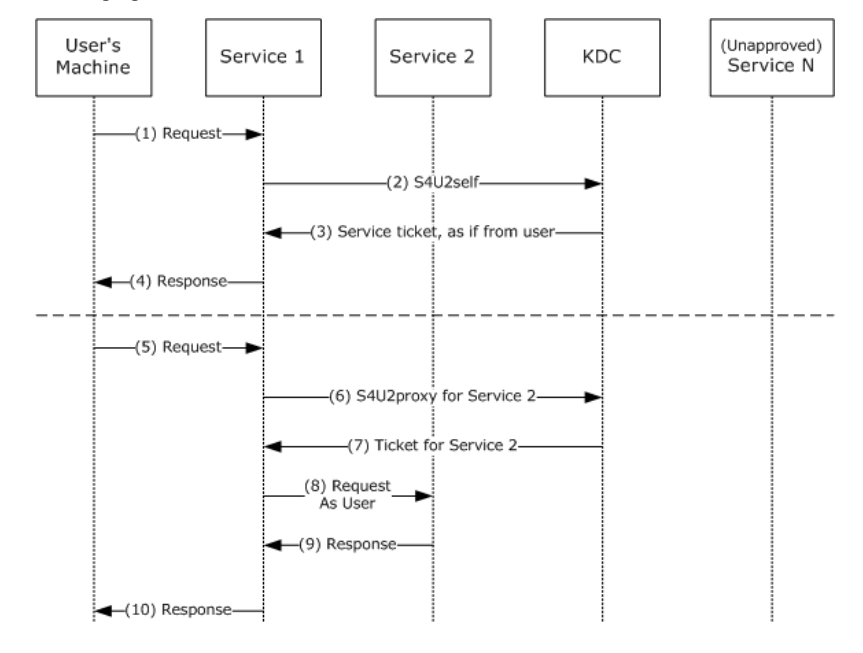 User's
Machine
Service 1
Service 2
KDC
(Unapproved)
Service N
(1) Request
(2) S4U2self
(3) Service ticket, as if from user
(4) Response
(5) Request
(6) S4U2proxy for Service 2
(7) Ticket for Service 2
(8) Request
As User
(9) Response
(10) Response